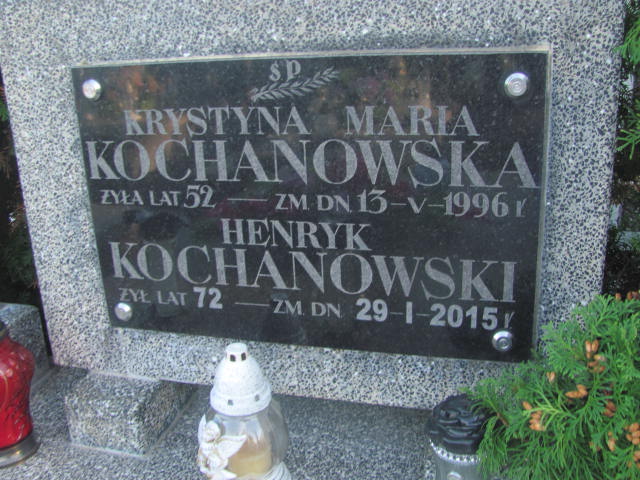 ŚP
KRYSTYNA MARIA
KOCHANOWSKA
ŻYŁA LAT 52 — ZM. DN 13-V-1996 r
HENRYK
KOCHANOWSKI
ŻYŁ LAT 72 — ZM. DN 29-I-2015 r